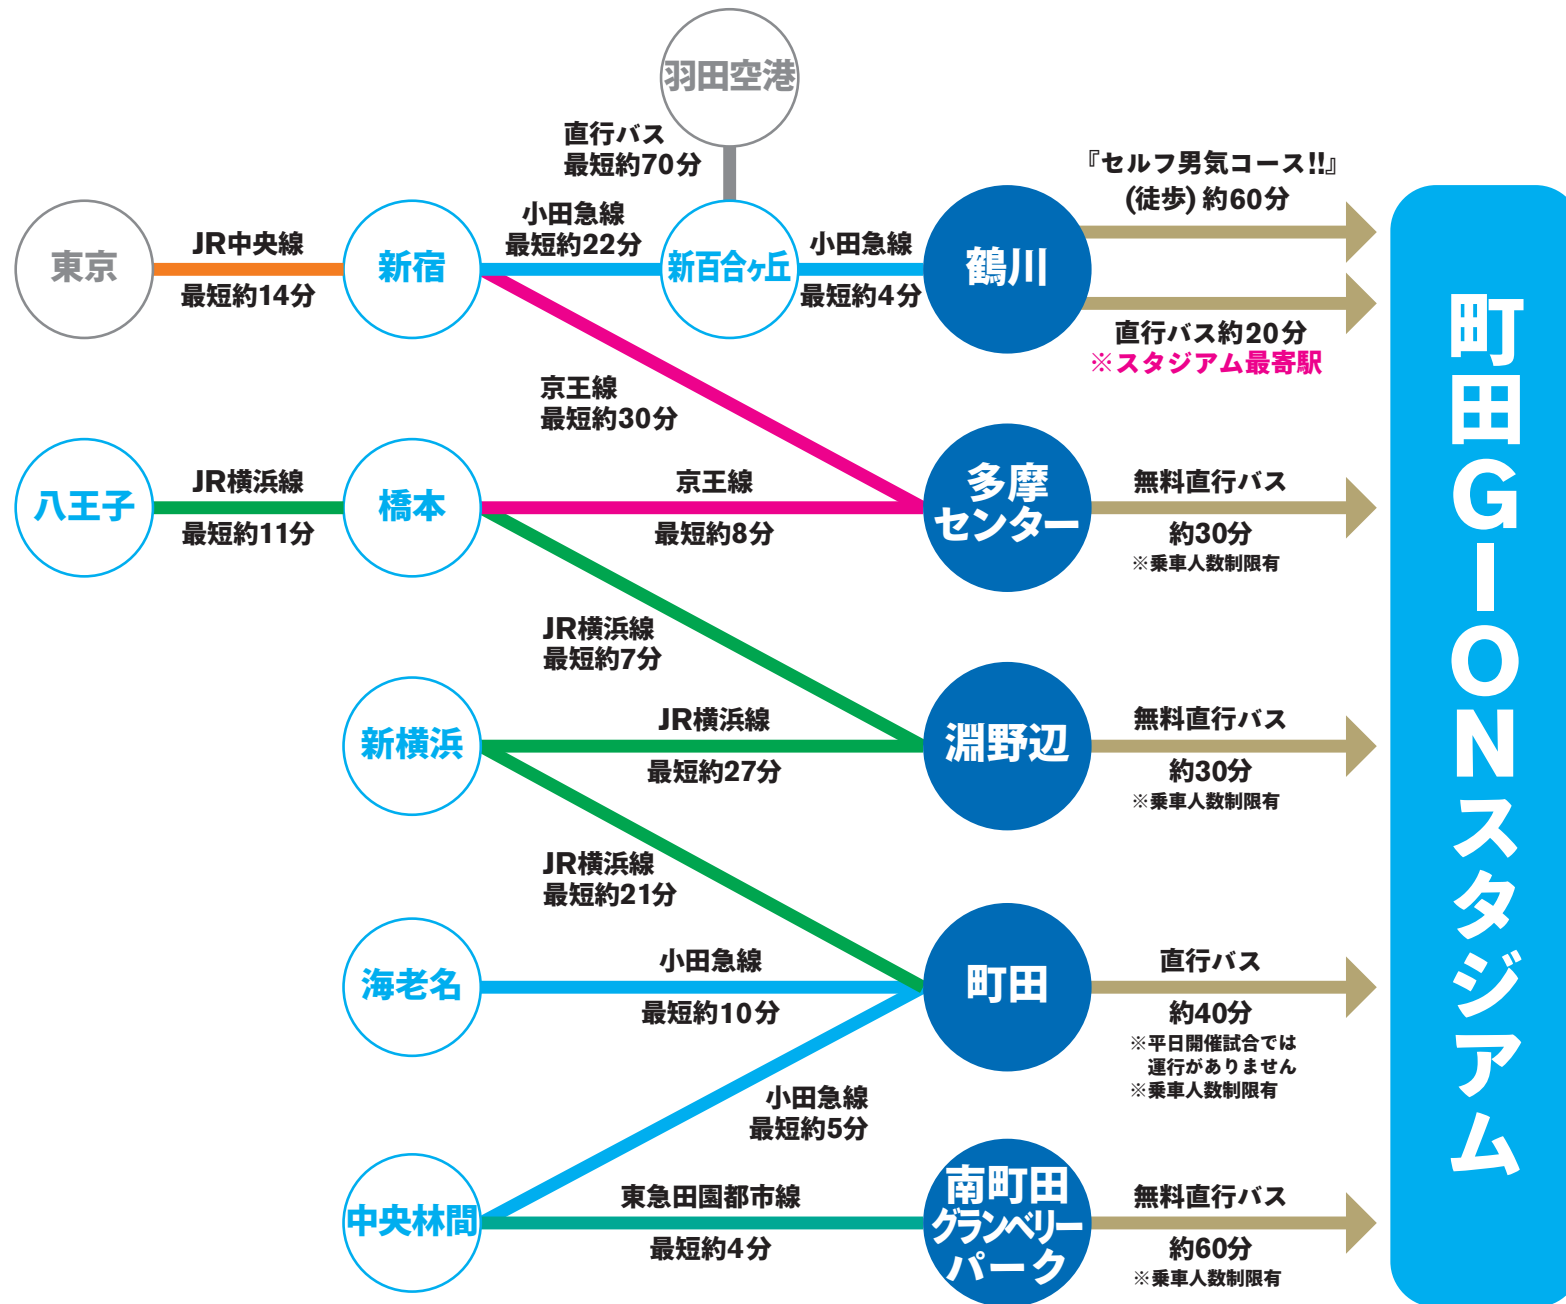 羽田空港
直行バス
最短約70分
『セルフ男気コース!!』
(徒歩) 約60分
東京
JR中央線
最短約14分
新宿
小田急線
最短約22分
新百合ヶ丘
小田急線
最短約4分
鶴川
直行バス約20分
※スタジアム最寄駅
京王線
最短約30分
八王子
JR横浜線
最短約11分
橋本
京王線
最短約8分
多摩
センター
無料直行バス
約30分
※乗車人数制限有
JR横浜線
最短約7分
新横浜
JR横浜線
最短約27分
淵野辺
無料直行バス
約30分
※乗車人数制限有
JR横浜線
最短約21分
海老名
小田急線
最短約10分
町田
直行バス
約40分
※平日開催試合では
運行がありません
※乗車人数制限有
小田急線
最短約5分
中央林間
東急田園都市線
最短約4分
南町田
グランベリー
パーク
無料直行バス
約60分
※乗車人数制限有
町田GIONスタジアム